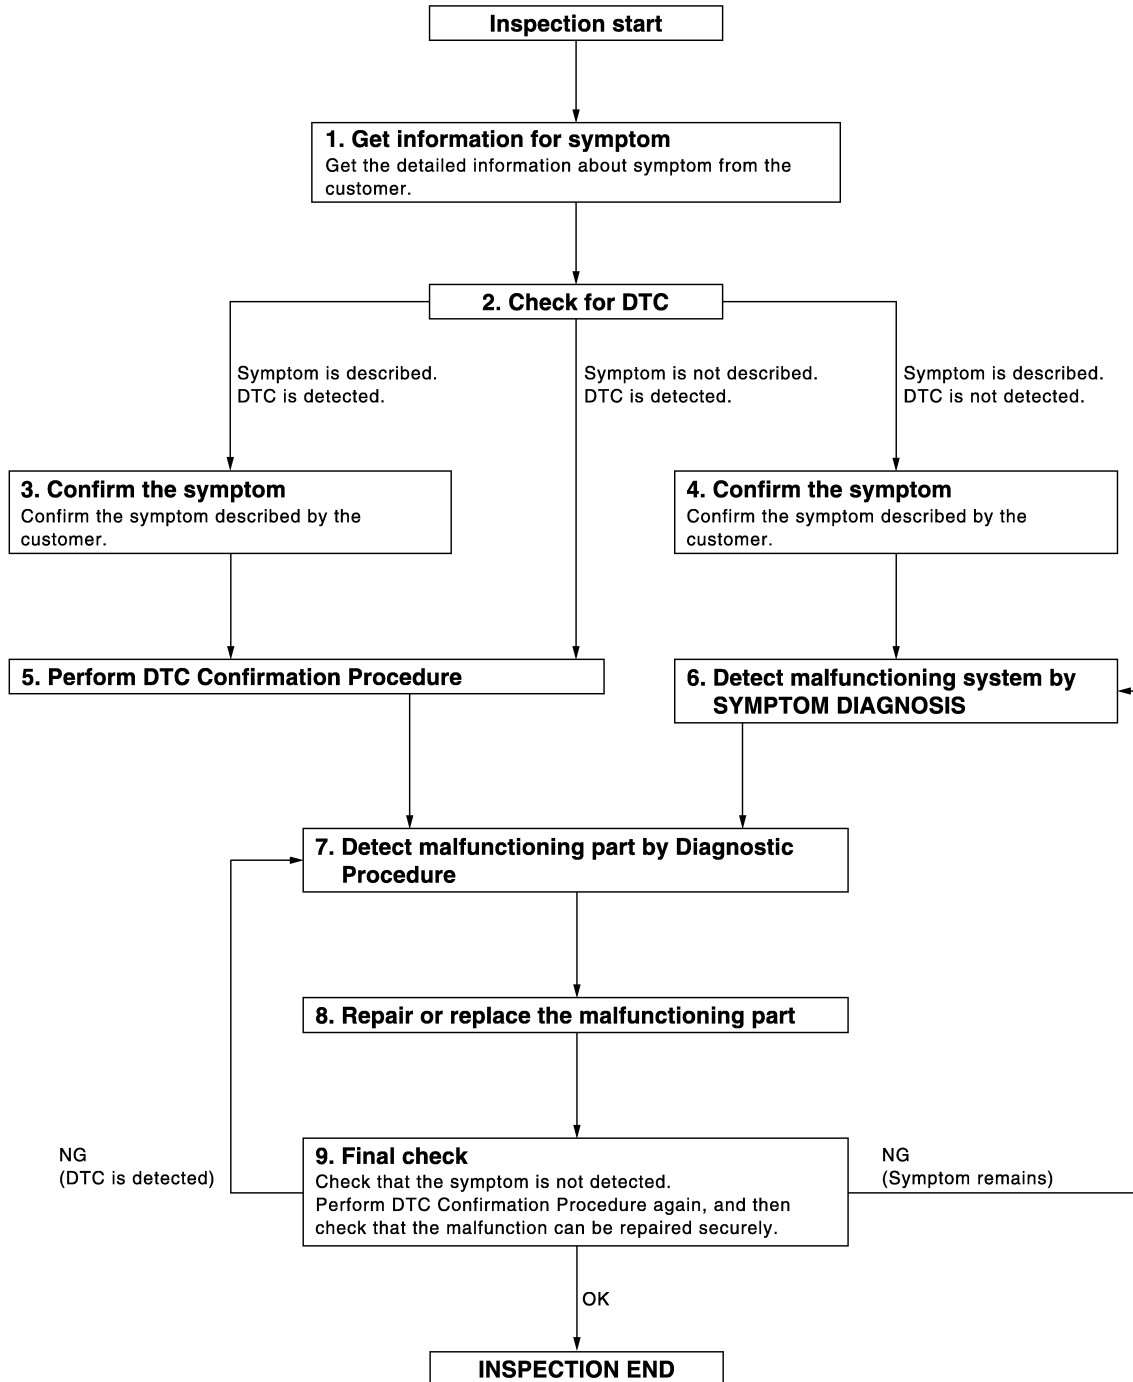 Inspection start
1. Get information for symptom
Get the detailed information about symptom from the
customer.
2. Check for DTC
Symptom is described.
DTC is detected.
Symptom is not described.
DTC is detected.
Symptom is described.
DTC is not detected.
3. Confirm the symptom
Confirm the symptom described by the
customer.
4. Confirm the symptom
Confirm the symptom described by the
customer.
5. Perform DTC Confirmation Procedure
6. Detect malfunctioning system by
SYMPTOM DIAGNOSIS
7. Detect malfunctioning part by Diagnostic
Procedure
8. Repair or replace the malfunctioning part
NG
(DTC is detected)
9. Final check
Check that the symptom is not detected.
Perform DTC Confirmation Procedure again, and then
check that the malfunction can be repaired securely.
NG
(Symptom remains)
OK
INSPECTION END